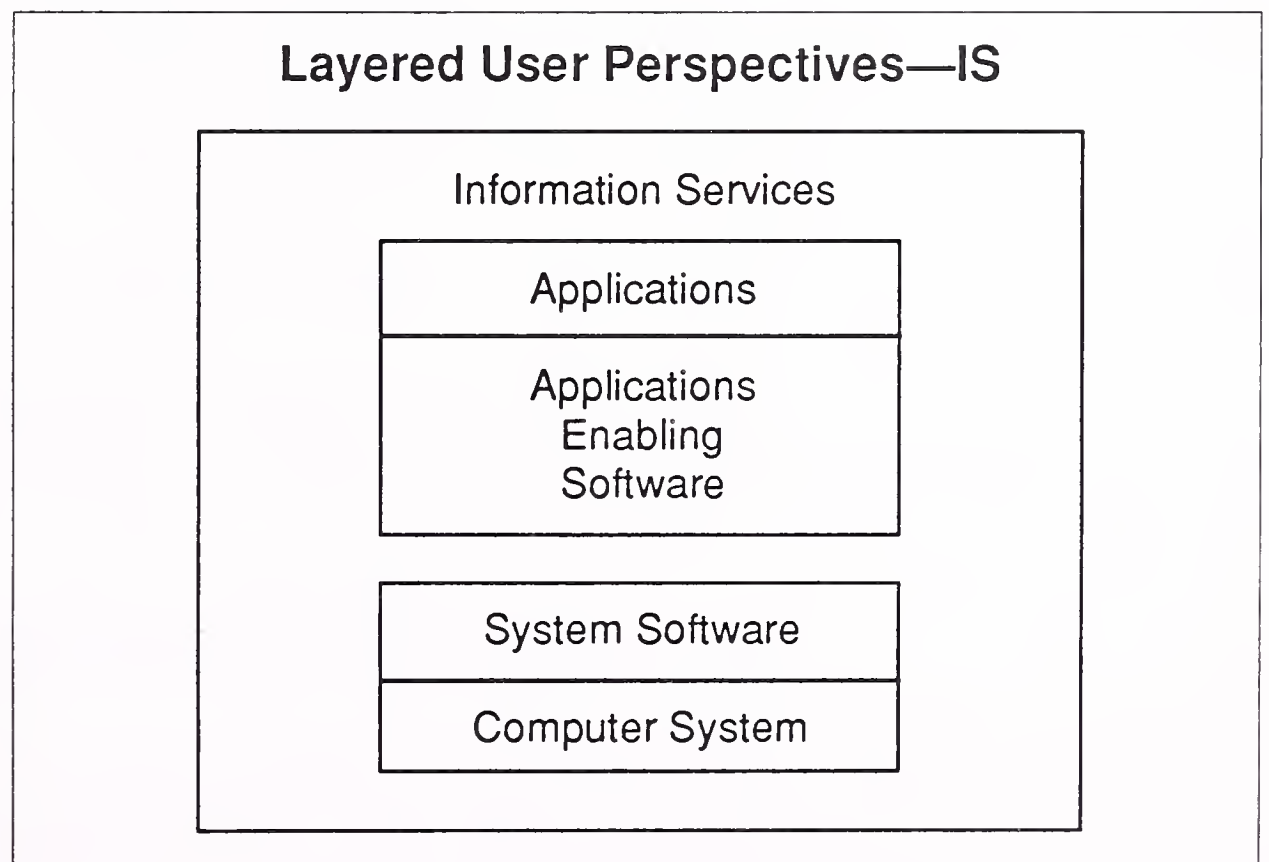 Layered User Perspectives—IS
Information Services
Applications
Applications
Enabling
Software
System Software
Computer System